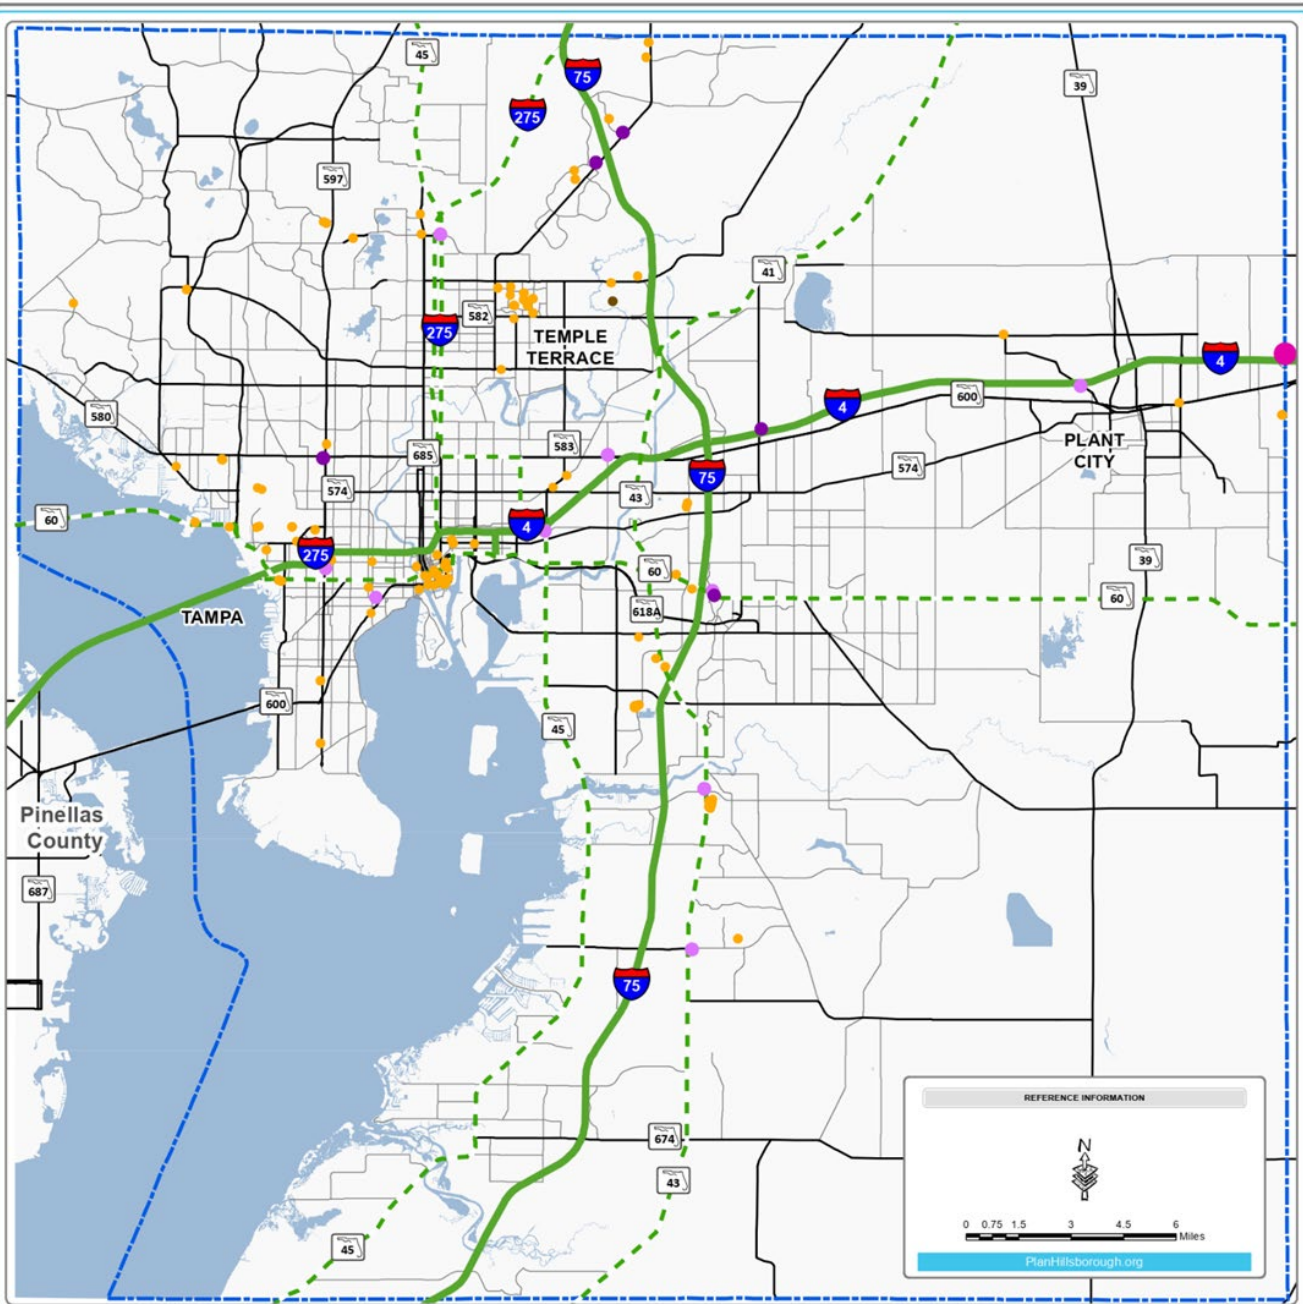 45
75
39
275
597
41
582
275
TEMPLE
TERRACE
4
4
600
580
PLANT
CITY
685
583
574
75
574
43
60
4
275
39
60
60
618A
TAMPA
600
45
Pinellas
County
687
75
REFERENCE INFORMATION
674
N
43
0 0.75 1.5 3 4.5 6
Miles
45
PlanHillsborough.org